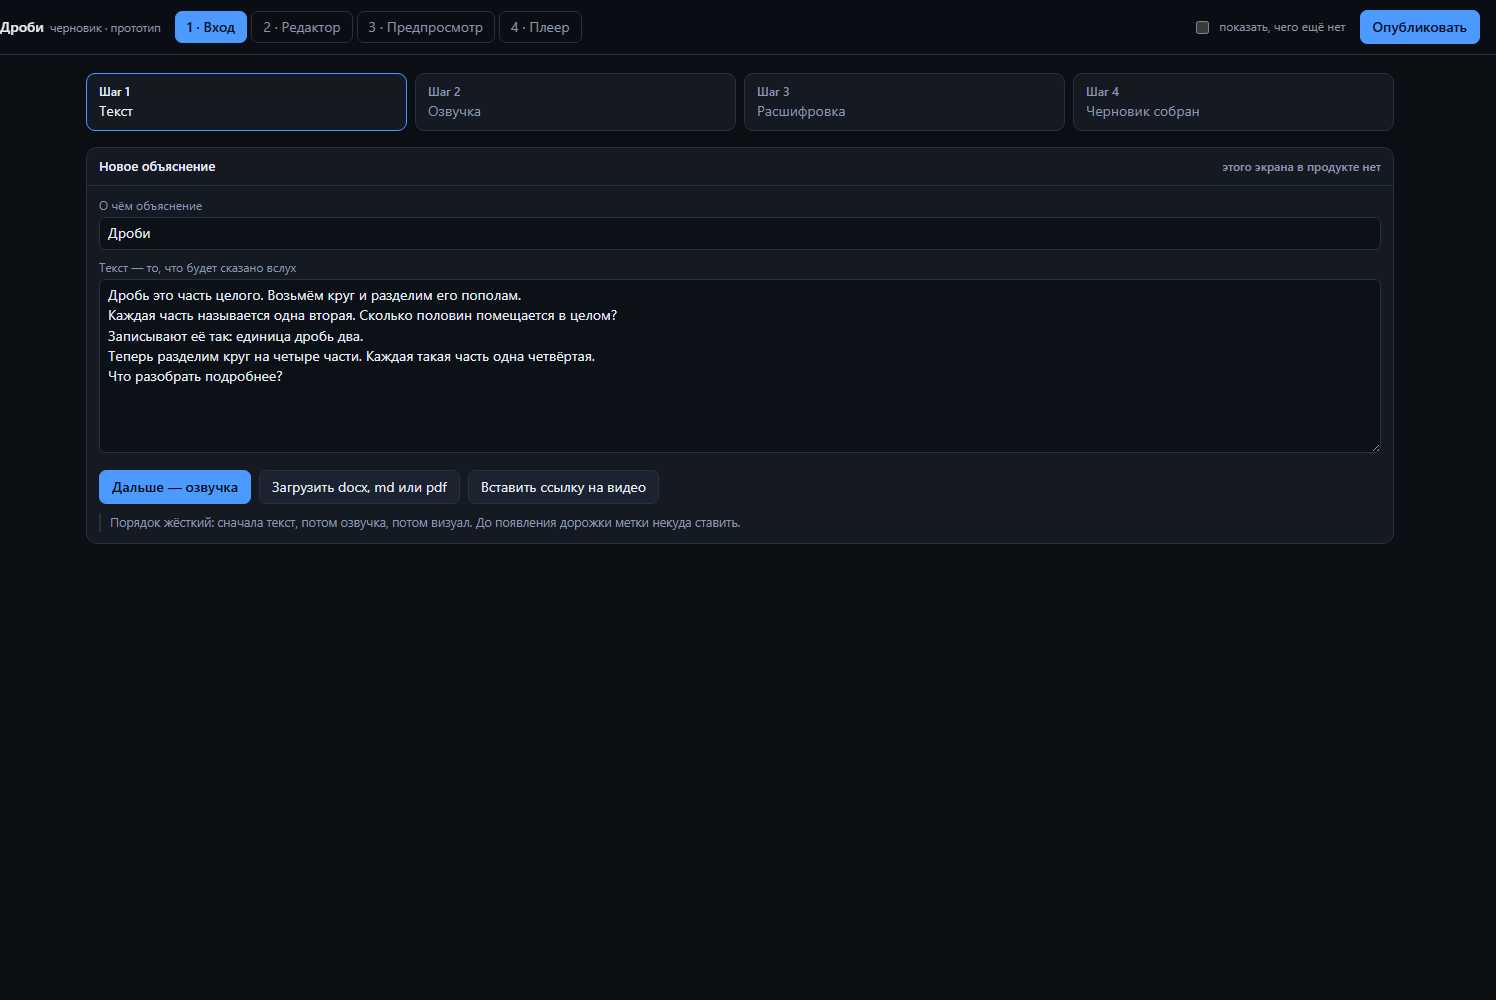 Дроби черновик · прототип 1 · Вход 2 · Редактор 3 · Предпросмотр 4 · Плеер показать, чего ещё нет Опубликовать
Шаг 1
Текст
Шаг 2
Озвучка
Шаг 3
Расшифровка
Шаг 4
Черновик собран
Новое объяснение этого экрана в продукте нет
О чём объяснение
Дроби
Текст — то, что будет сказано вслух
Дробь это часть целого. Возьмём круг и разделим его пополам.
Каждая часть называется одна вторая. Сколько половин помещается в целом?
Записывают её так: единица дробь два.
Теперь разделим круг на четыре части. Каждая такая часть одна четвёртая.
Что разобрать подробнее?
Дальше — озвучка Загрузить docx, md или pdf Вставить ссылку на видео
Порядок жёсткий: сначала текст, потом озвучка, потом визуал. До появления дорожки метки некуда ставить.